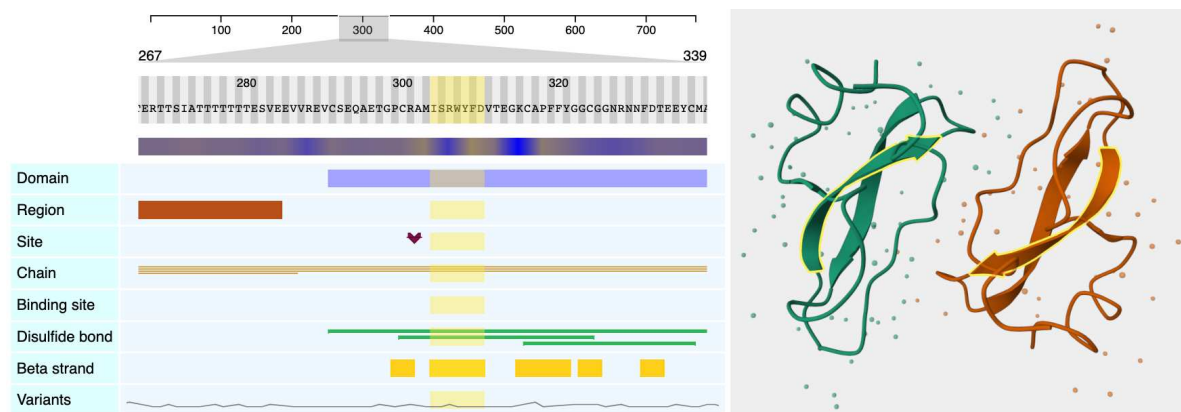 100 200 300 400 500 600 700
267 339
280 300 320
ERTTSIATTTTTTTESVEEVVREVCSEQAETGPCRAMISRWYFDVTEGKCAPFFYGGCGGNRNNFDTEEYCMA
Domain
Region
Site
Chain
Binding site
Disulfide bond
Beta strand
Variants